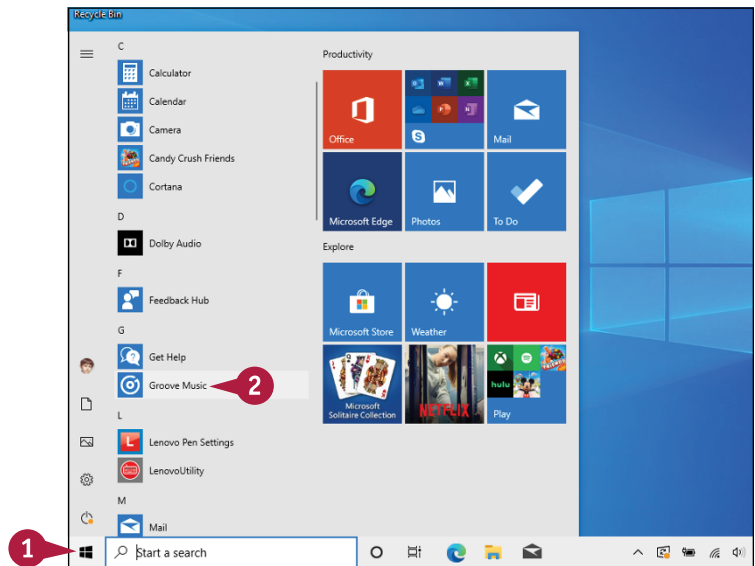 Recycle Bin
C
Calculator
Calendar
Camera
Candy Crush Friends
Cortana
D
Dolby Audio
F
Feedback Hub
G
Get Help
Groove Music
2
L
Lenovo Pen Settings
LenovoUtility
M
Mail
Productivity
Office
Mail
Microsoft Edge
Photos
To Do
Explore
Microsoft Store
Weather
Microsoft
Solitaire Collection
NETFLIX
hulu
Play
1
Start a search